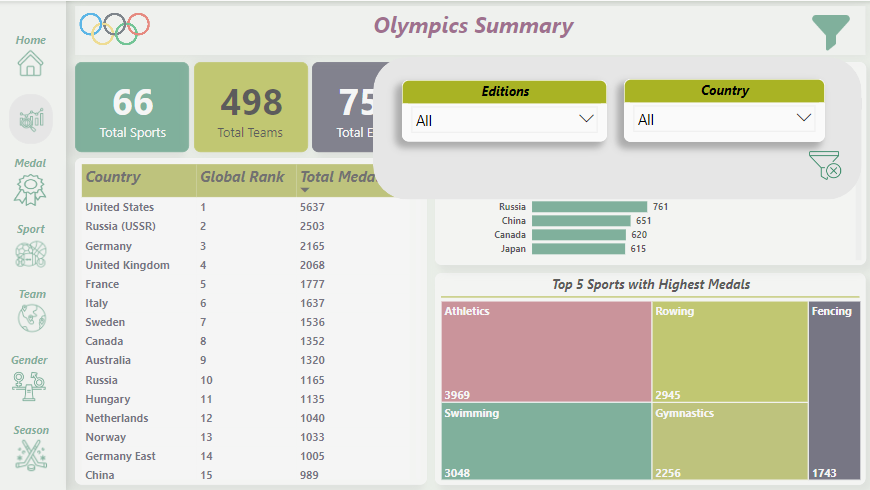 Olympics Summary
Home
Medal
Sport
Team
Gender
Season
66
Total Sports
498
Total Teams
75
Total E
Editions
All
Country
All
Country Global Rank Total Meda
United States 1 5637
Russia (USSR) 2 2503
Germany 3 2165
United Kingdom 4 2068
France 5 1777
Italy 6 1637
Sweden 7 1536
Canada 8 1352
Australia 9 1320
Russia 10 1165
Hungary 11 1135
Netherlands 12 1040
Norway 13 1033
Germany East 14 1005
China 15 989
Russia 761
China 651
Canada 620
Japan 615
Top 5 Sports with Highest Medals
Athletics
3969
Swimming
3048
Rowing
2945
Gymnastics
2256
Fencing
1743